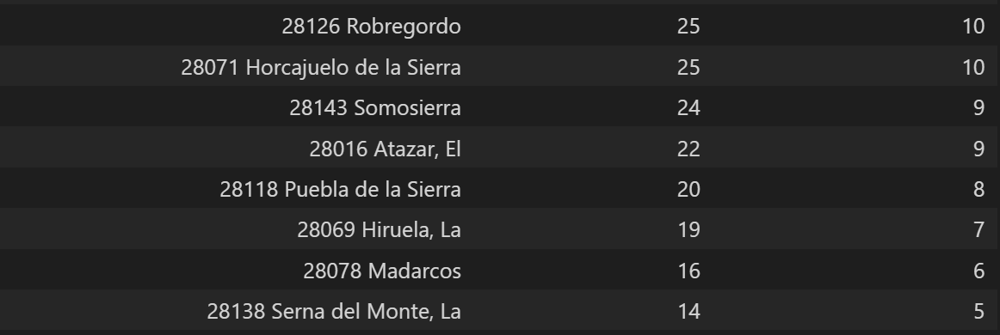 28126 Robregordo 25 10
28071 Horcajuelo de la Sierra 25 10
28143 Somosierra 24 9
28016 Atazar, El 22 9
28118 Puebla de la Sierra 20 8
28069 Hiruela, La 19 7
28078 Madarcos 16 6
28138 Serna del Monte, La 14 5